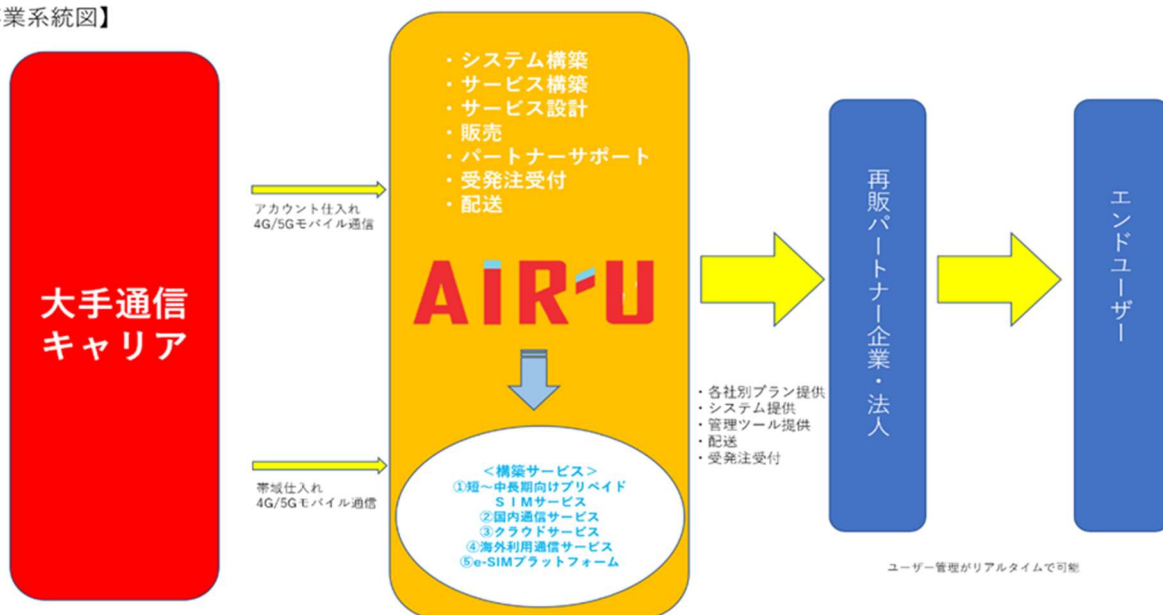 業系統図】
大手通信
キャリア
アカウント仕入れ
4G/5Gモバイル通信
帯域仕入れ
4G/5Gモバイル通信
・システム構築
・サービス構築
・サービス設計
・販売
・パートナーサポート
・受発注受付
・配送
AiR-U
＜構築サービス＞
①短～中長期向けプリペイド
ＳＩＭサービス
②国内通信サービス
③クラウドサービス
④海外利用通信サービス
⑤e-SIMプラットフォーム
・各社別プラン提供
・システム提供
・管理ツール提供
・配送
・受発注受付
再販パートナー企業・法人
エンドユーザー
ユーザー管理がリアルタイムで可能